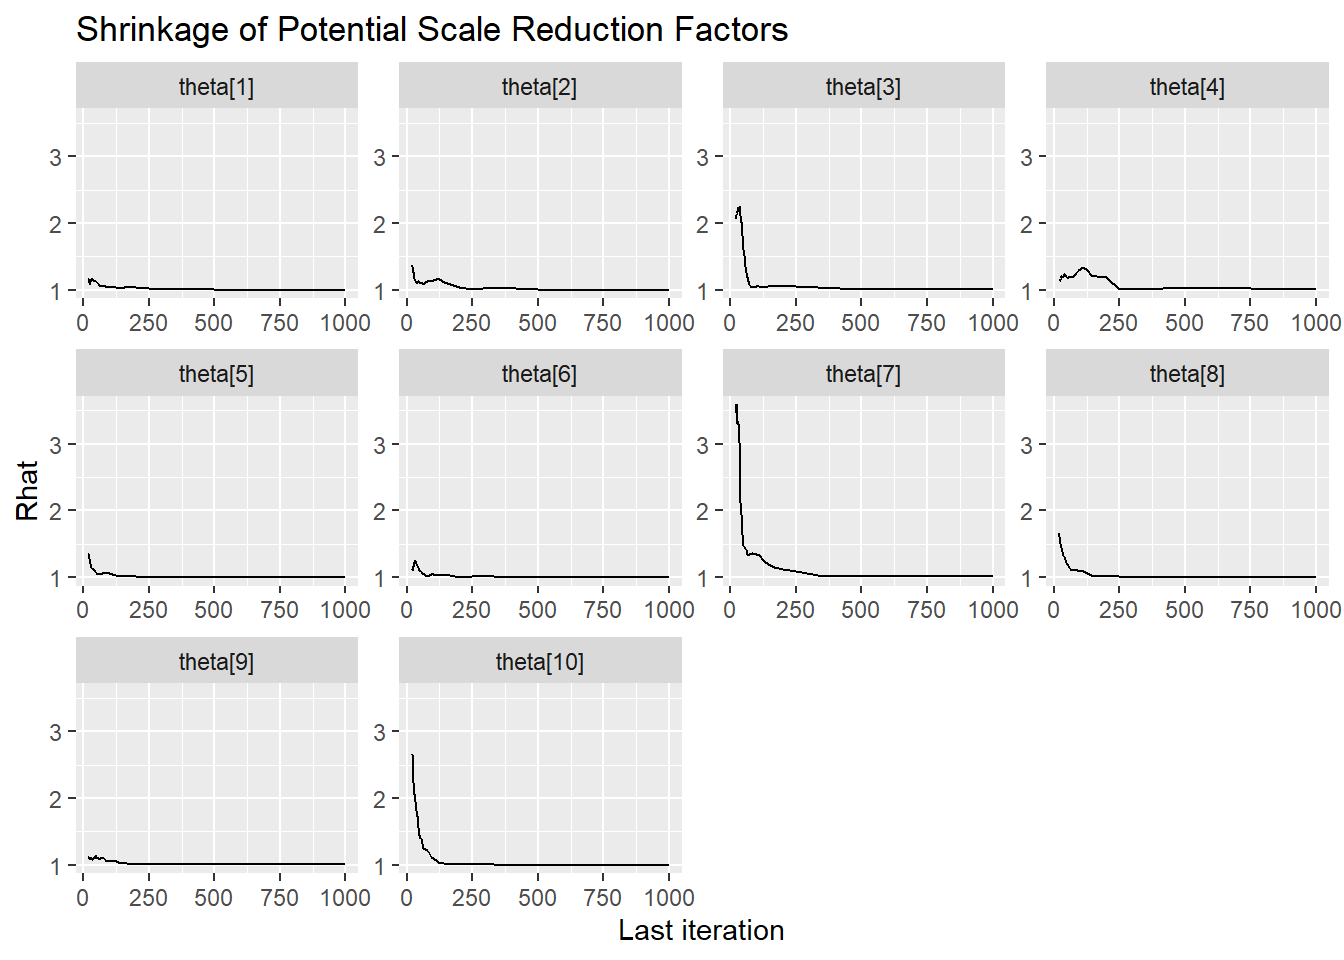 Shrinkage of Potential Scale Reduction Factors
theta[1] theta[2] theta[3] theta[4]
3 3 3 3
2 2 2 2
1 1 1 1
0 250 500 750 1000 0 250 500 750 1000 0 250 500 750 1000 0 250 500 750 1000
theta[5] theta[6] theta[7] theta[8]
3 3 3 3
Rhat
2 2 2 2
1 1 1 1
0 250 500 750 1000 0 250 500 750 1000 0 250 500 750 1000 0 250 500 750 1000
theta[9] theta[10]
3 3
2 2
1 1
0 250 500 750 1000 0 250 500 750 1000
Last iteration